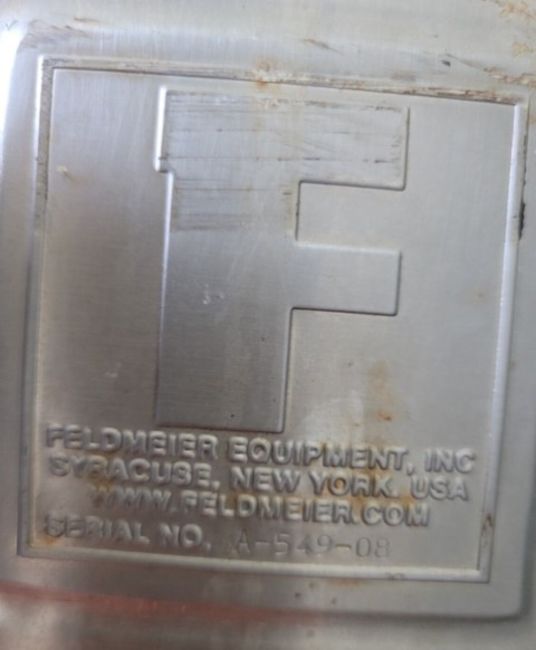 F
FELDMEIER EQUIPMENT, INC
SYRACUSE, NEW YORK. USA
WWW.FELDMEIER.COM
SERIAL NO. A-549-08